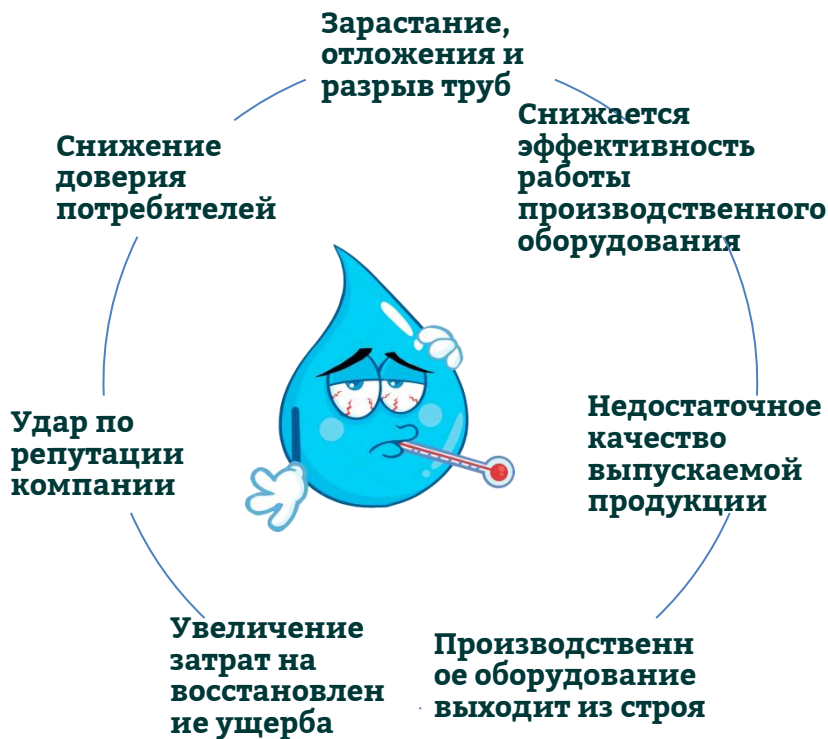 Зарастание,
отложения и
разрыв труб
Снижается
эффективность
работы
производственного
оборудования
Недостаточное
качество
выпускаемой
продукции
Производственн
ое оборудование
выходит из строя
Увеличение
затрат на
восстановлен
ие ущерба
Удар по
репутации
компании
Снижение
доверия
потребителей